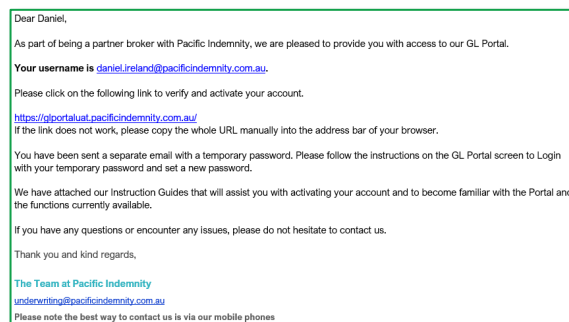 Dear Daniel,
As part of being a partner broker with Pacific Indemnity, we are pleased to provide you with access to our GL Portal.
Your username is daniel.ireland@pacificindemnity.com.au.
Please click on the following link to verify and activate your account.
https://glportaluat.pacificindemnity.com.au/
If the link does not work, please copy the whole URL manually into the address bar of your browser.
You have been sent a separate email with a temporary password. Please follow the instructions on the GL Portal screen to Login
with your temporary password and set a new password.
We have attached our Instruction Guides that will assist you with activating your account and to become familiar with the Portal and
the functions currently available.
If you have any questions or encounter any issues, please do not hesitate to contact us.
Thank you and kind regards,
The Team at Pacific Indemnity
underwriting@pacificindemnity.com.au
Please note the best way to contact us is via our mobile phones